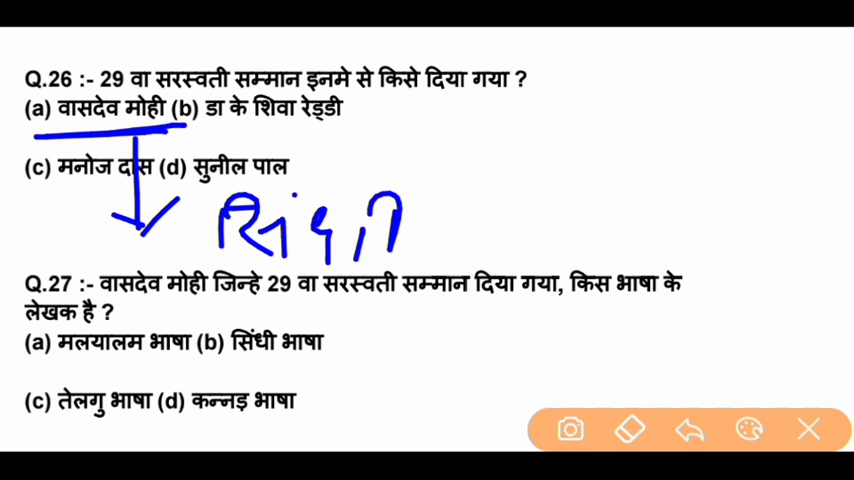 Q.26 :- 29 वा सरस्वती सम्मान इनमे से किसे दिया गया ?
(a) वासदेव मोही (b) डा के शिवा रेड्डी
(c) मनोज दास (d) सुनील पाल
सिंधी
Q.27 :- वासदेव मोही जिन्हे 29 वा सरस्वती सम्मान दिया गया, किस भाषा के
लेखक है ?
(a) मलयालम भाषा (b) सिंधी भाषा
(c) तेलगु भाषा (d) कन्नड़ भाषा